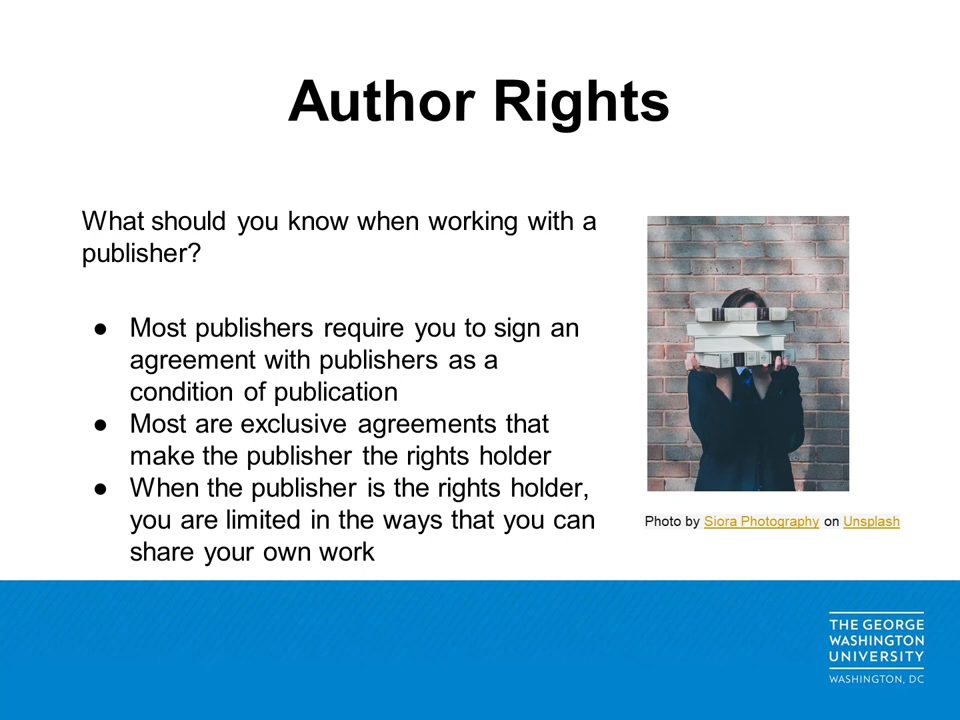 Author Rights
What should you know when working with a
publisher?
● Most publishers require you to sign an
agreement with publishers as a
condition of publication
● Most are exclusive agreements that
make the publisher the rights holder
● When the publisher is the rights holder,
you are limited in the ways that you can
share your own work
Photo by Siora Photography on Unsplash
THE GEORGE
WASHINGTON
UNIVERSITY
WASHINGTON, DC